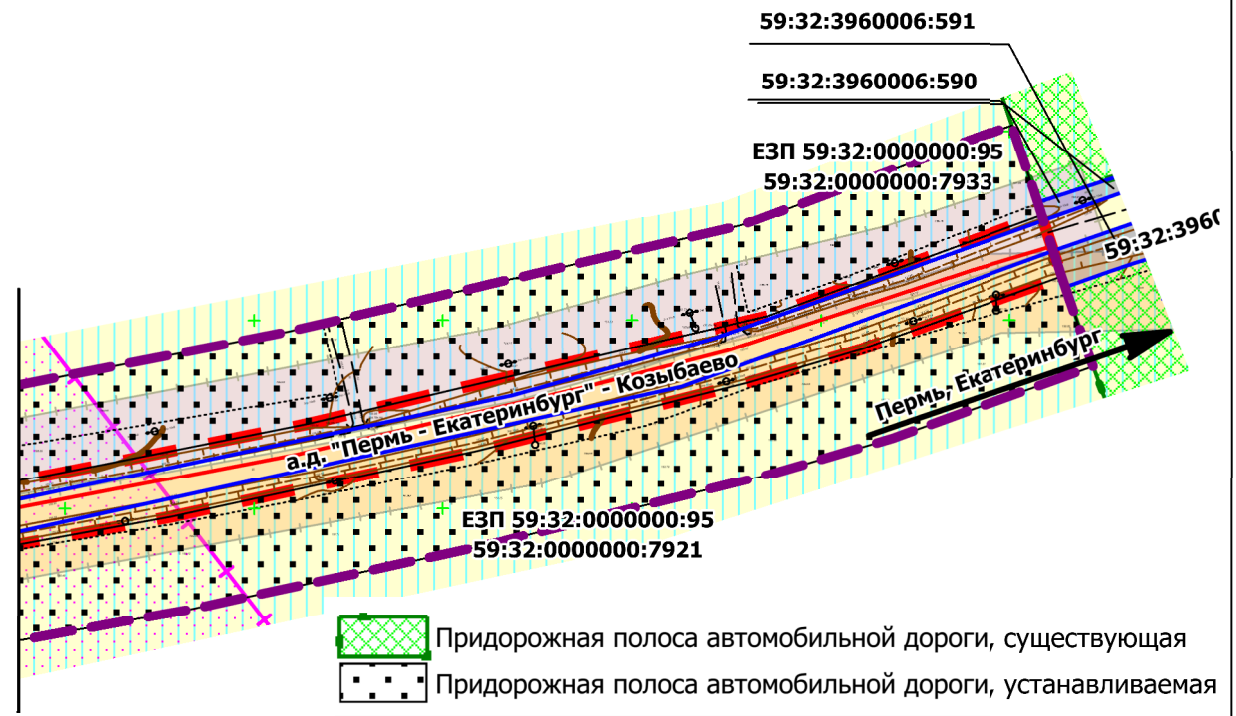 59:32:3960006:591
59:32:3960006:590
ЕЗП 59:32:0000000:95
59:32:0000000:7933
59:32:396
Пермь, Екатеринбург
а.д. "Пермь - Екатеринбург" - Козыбаево
ЕЗП 59:32:0000000:95
59:32:0000000:7921
Придорожная полоса автомобильной дороги, существующая
Придорожная полоса автомобильной дороги, устанавливаемая